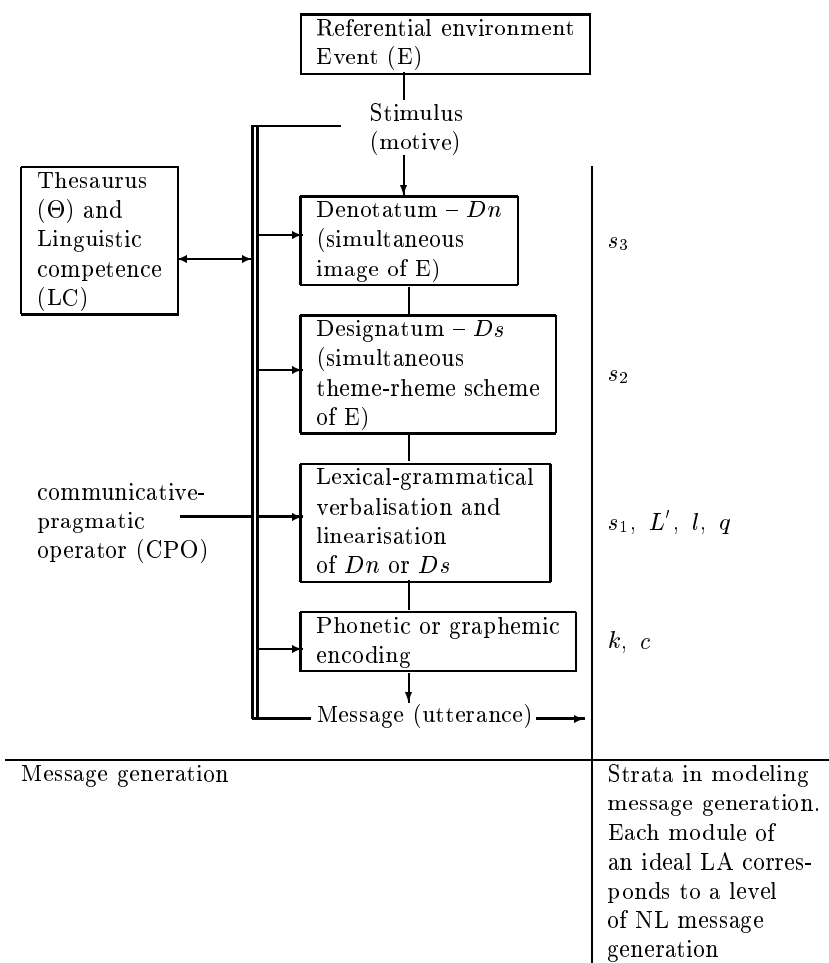 Referential environment
Event (E)
Stimulus
(motive)
Thesaurus
(Θ) and
Linguistic
competence
(LC)
Denotatum – Dn
(simultaneous
image of E)
s₃
Designatum – Ds
(simultaneous
theme-rheme scheme
of E)
s₂
communicative-
pragmatic
operator (CPO)
Lexical-grammatical
verbalisation and
linearisation
of Dn or Ds
s₁, L′, l, q
Phonetic or graphemic
encoding
k, c
Message (utterance)
Message generation
Strata in modeling
message generation.
Each module of
an ideal LA corres-
ponds to a level
of NL message
generation